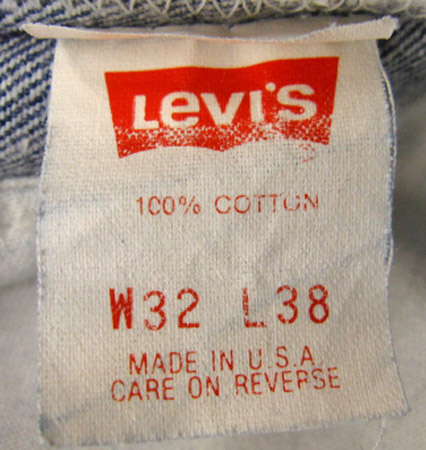 Levi's
100% COTTON
W32 L38
MADE IN U.S.A.
CARE ON REVERSE